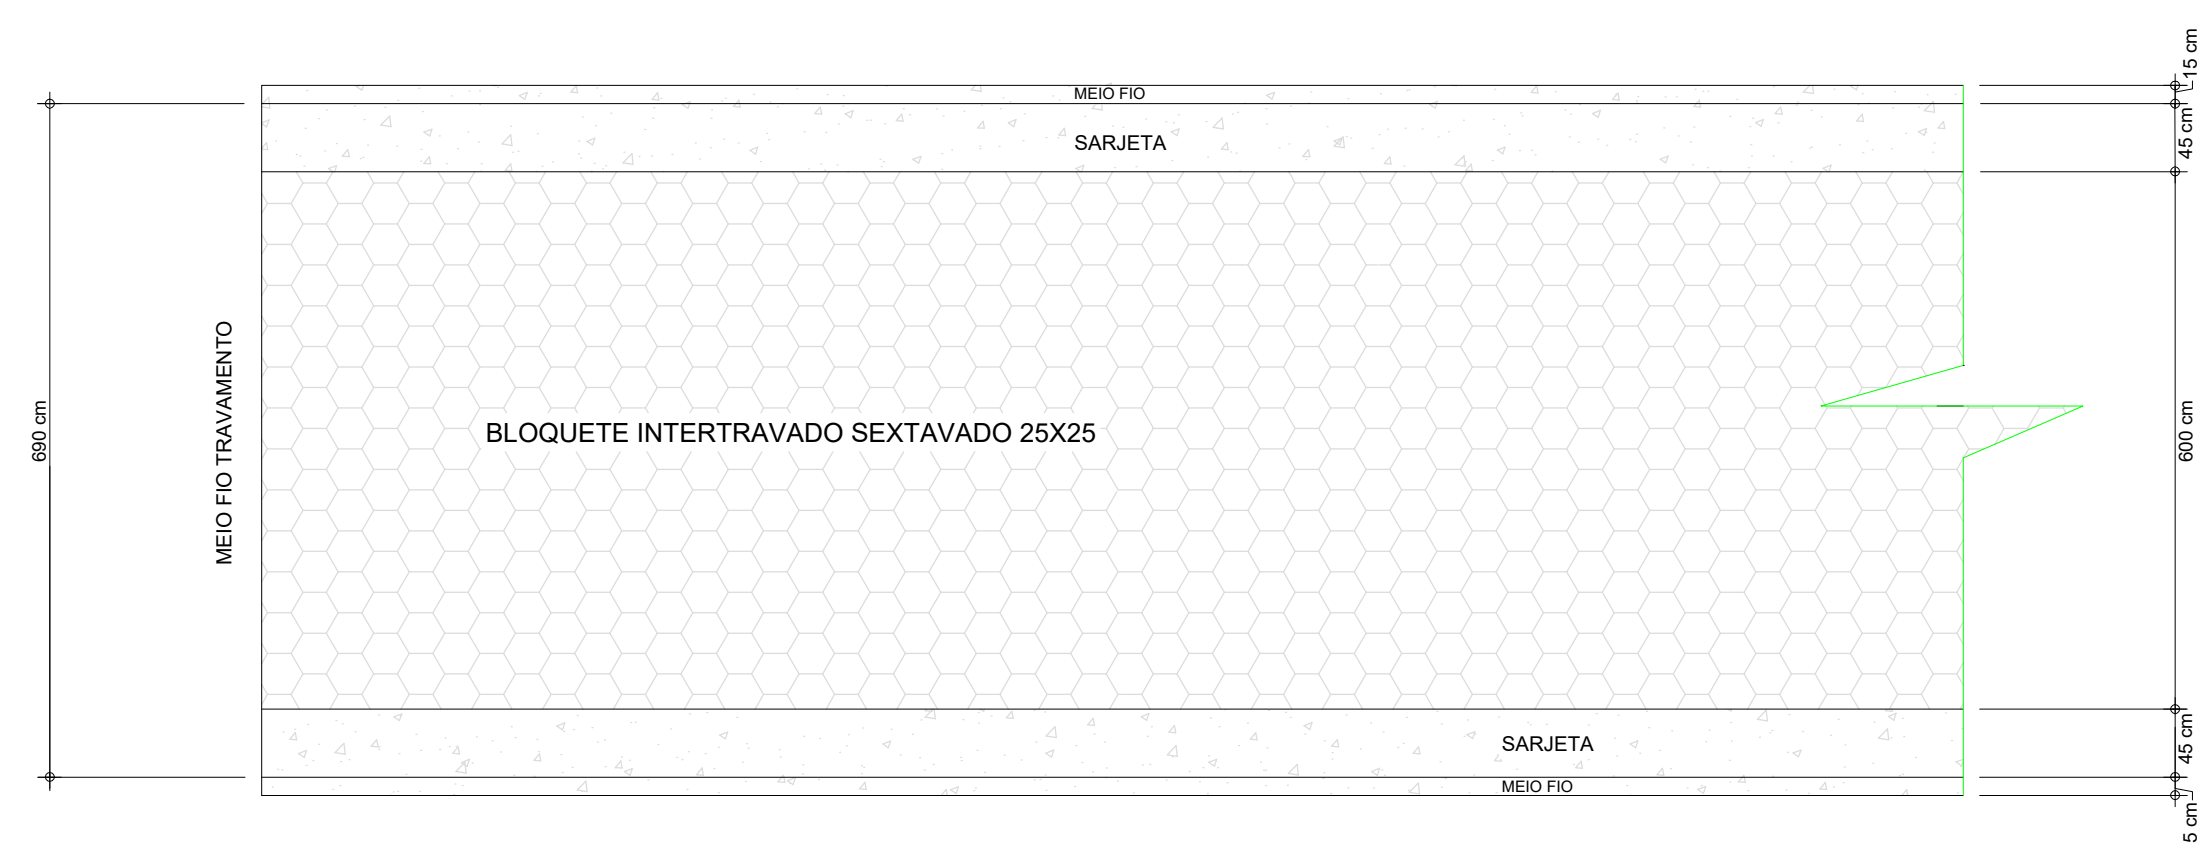 15 cm
MEIO FIO
45 cm
SARJETA
MEIO FIO TRAVAMENTO
690 cm
BLOQUETE INTERTRAVADO SEXTAVADO 25X25
600 cm
SARJETA
45 cm
MEIO FIO
5 cm